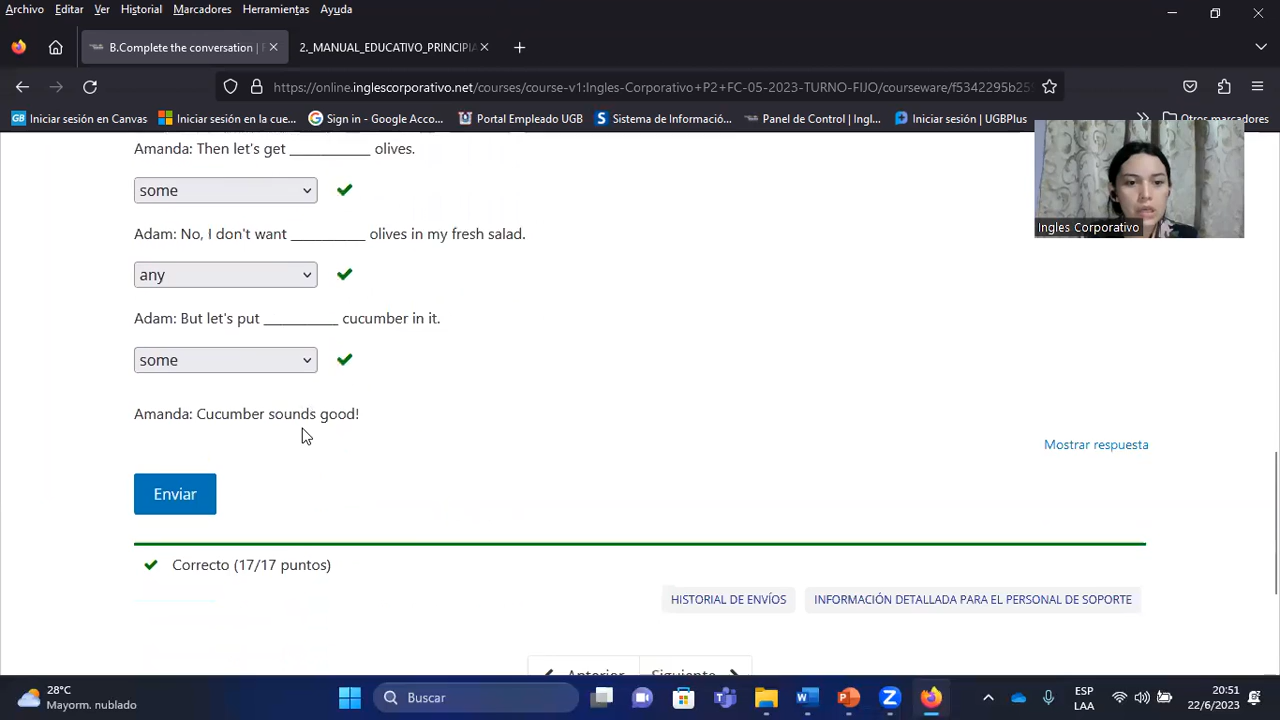 Archivo Editar Ver Historial Marcadores Herramientas Ayuda
B.Complete the conversation |
2._MANUAL_EDUCATIVO_PRINCIPIA
https://online.inglescorporativo.net/courses/course-v1:Ingles-Corporativo+P2+FC-05-2023-TURNO-FIJO/courseware/f5342295b25
Iniciar sesión en Canvas Iniciar sesión en la cue... Sign in - Google Acco... Portal Empleado UGB Sistema de Informació... Panel de Control | Ingl... Iniciar sesión | UGBPlus Otros marcadores
Amanda: Then let's get ___________ olives.
some
Adam: No, I don't want __________ olives in my fresh salad.
any
Adam: But let's put __________ cucumber in it.
some
Amanda: Cucumber sounds good!
Mostrar respuesta
Enviar
Correcto (17/17 puntos)
HISTORIAL DE ENVÍOS INFORMACIÓN DETALLADA PARA EL PERSONAL DE SOPORTE
Anterior Siguiente
Ingles Corporativo
28°C
Mayorm. nublado
Buscar
ESP
LAA
20:51
22/6/2023